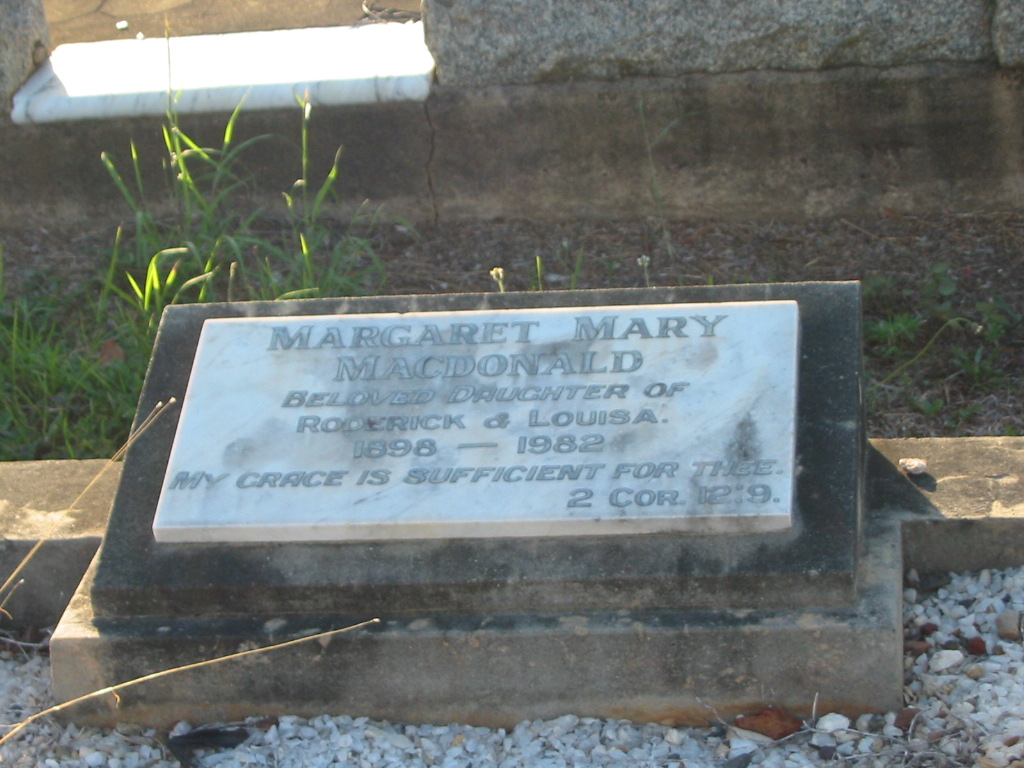 MARGARET MARY
MACDONALD
BELOVED DAUGHTER OF
RODERICK & LOUISA.
1898 — 1982
MY GRACE IS SUFFICIENT FOR THEE.
2 COR. 12:9.